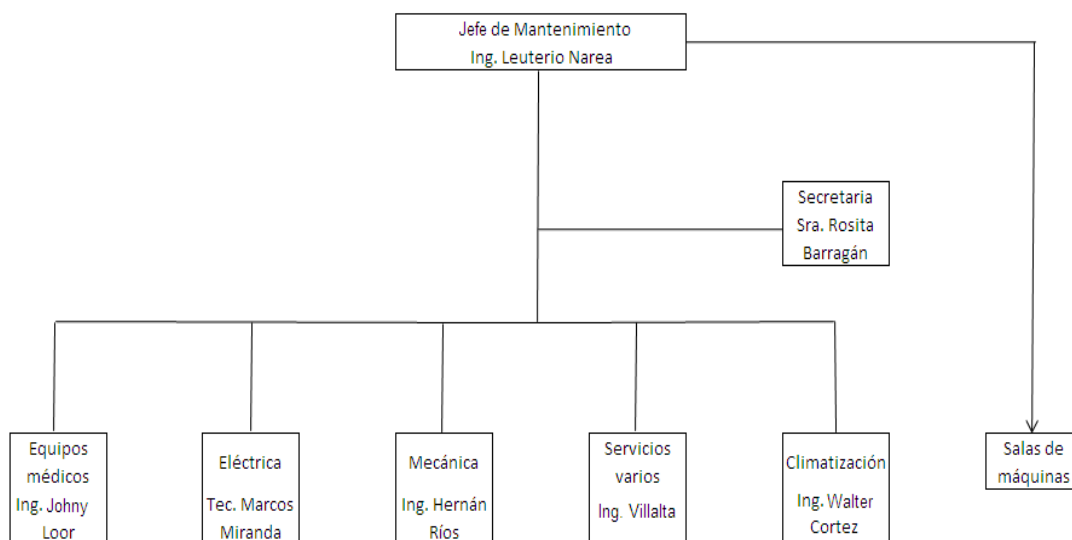 Jefe de Mantenimiento
Ing. Leuterio Narea
Secretaria
Sra. Rosita
Barragán
Equipos
médicos
Ing. Johny
Loor
Eléctrica
Tec. Marcos
Miranda
Mecánica
Ing. Hernán
Ríos
Servicios
varios
Ing. Villalta
Climatización
Ing. Walter
Cortez
Salas de
máquinas